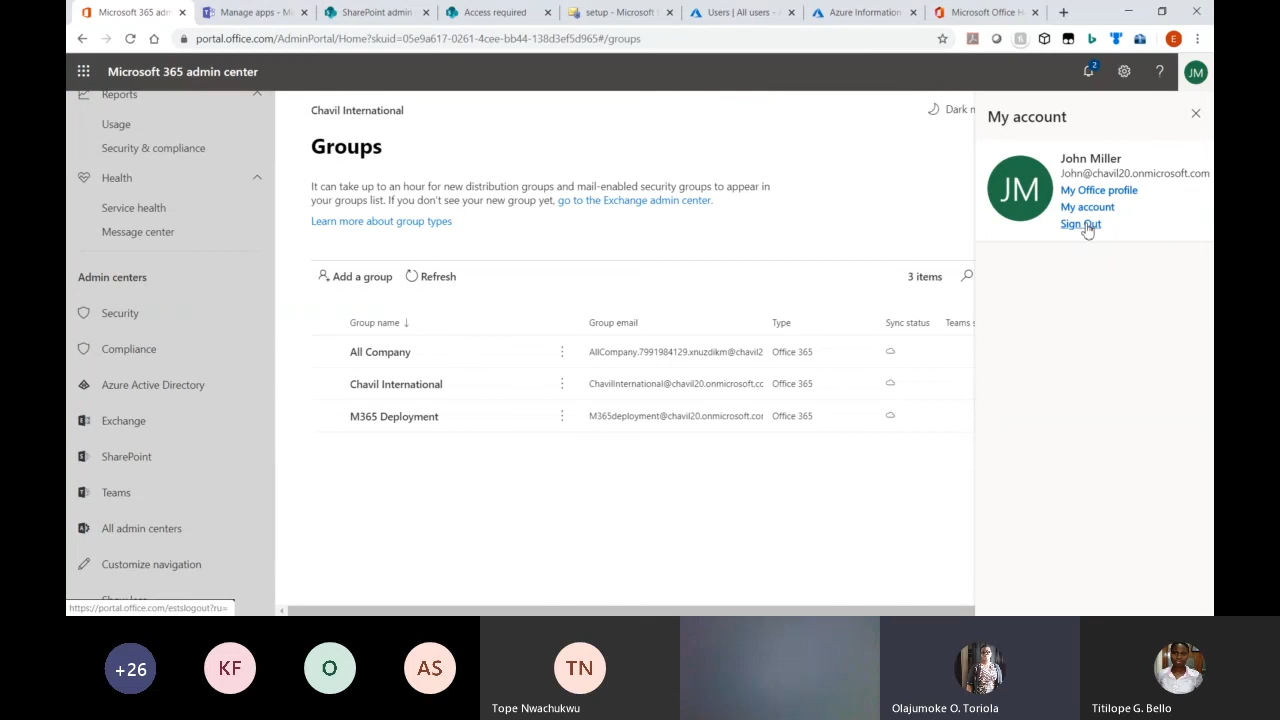 Microsoft 365 adm
Manage apps - Mi
SharePoint admin
Access required
setup - Microsoft
Users | All users -
Azure Information
Microsoft Office H
portal.office.com/AdminPortal/Home?skuid=05e9a617-0261-4cee-bb44-138d3ef5d965#/groups
E
Microsoft 365 admin center
2
?
JM
Reports
Usage
Security & compliance
Health
Service health
Message center
Admin centers
Security
Compliance
Azure Active Directory
Exchange
SharePoint
Teams
All admin centers
Customize navigation
https://portal.office.com/estslogout?ru=
Chavil International
Dark m
Groups
It can take up to an hour for new distribution groups and mail-enabled security groups to appear in
your groups list. If you don't see your new group yet, go to the Exchange admin center.
Learn more about group types
Add a group
Refresh
3 items
Group name ↓
Group email
Type
Sync status
Teams s
All Company
AllCompany.7991984129.xnuzdikm@chavil2
Office 365
Chavil International
ChavilInternational@chavil20.onmicrosoft.cc
Office 365
M365 Deployment
M365deployment@chavil20.onmicrosoft.cor
Office 365
My account
JM
John Miller
John@chavil20.onmicrosoft.com
My Office profile
My account
Sign Out
+26
KF
O
AS
TN
Tope Nwachukwu
Olajumoke O. Toriola
Titilope G. Bello